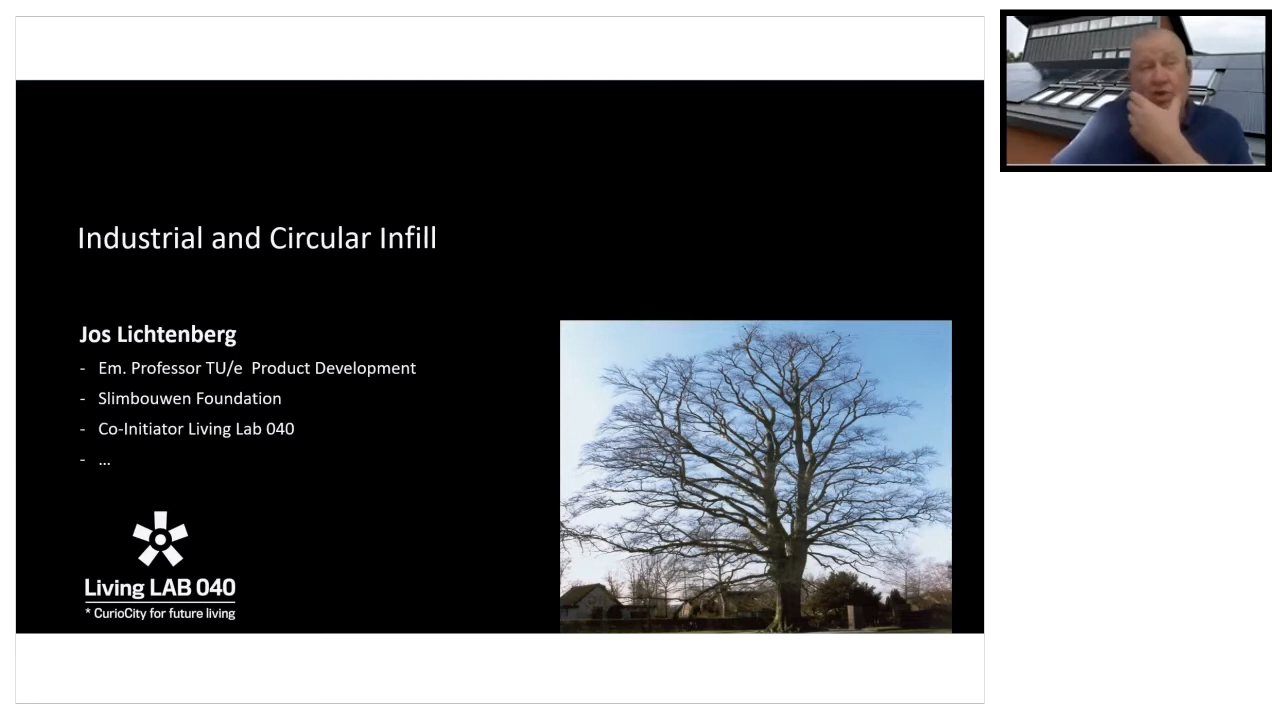 Industrial and Circular Infill
Jos Lichtenberg
- Em. Professor TU/e Product Development
- Slimbouwen Foundation
- Co-Initiator Living Lab 040
- ...
Living LAB 040
* CurioCity for future living